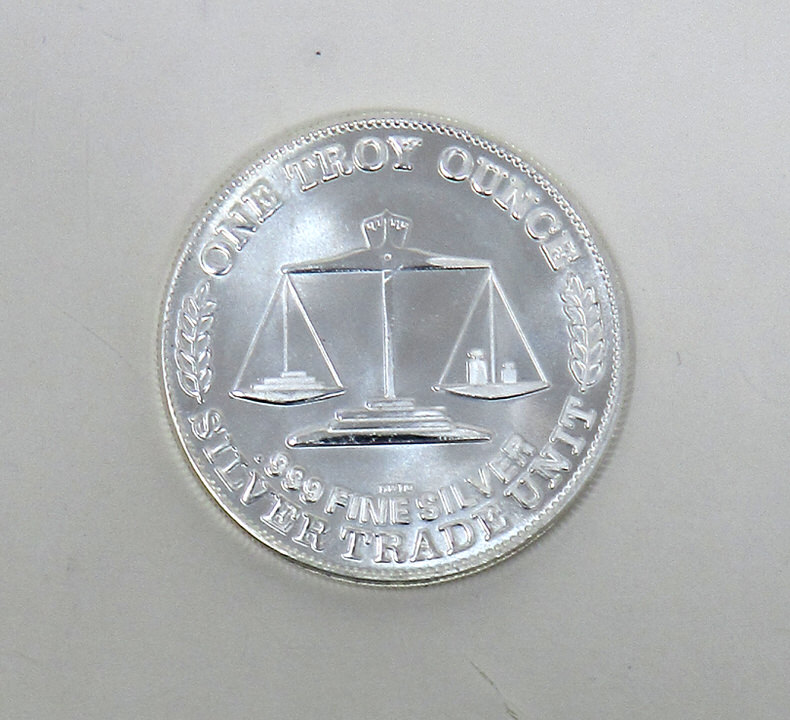 ONE TROY OUNCE
.999 FINE SILVER
SILVER TRADE UNIT